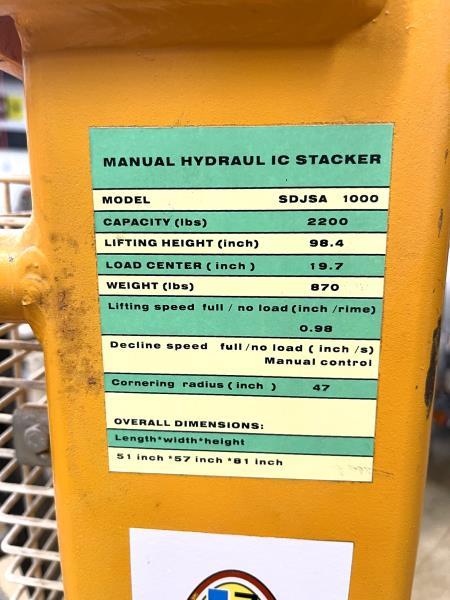 MANUAL HYDRAUL IC STACKER
MODEL SDJSA 1000
CAPACITY (lbs) 2200
LIFTING HEIGHT (inch) 98.4
LOAD CENTER ( inch ) 19.7
WEIGHT (lbs) 870
Lifting speed full / no load (inch /rime)
0.98
Decline speed full /no load ( inch /s)
Manual control
Cornering radius ( inch ) 47
OVERALL DIMENSIONS:
Length*width*height
51 inch *57 inch *81 inch